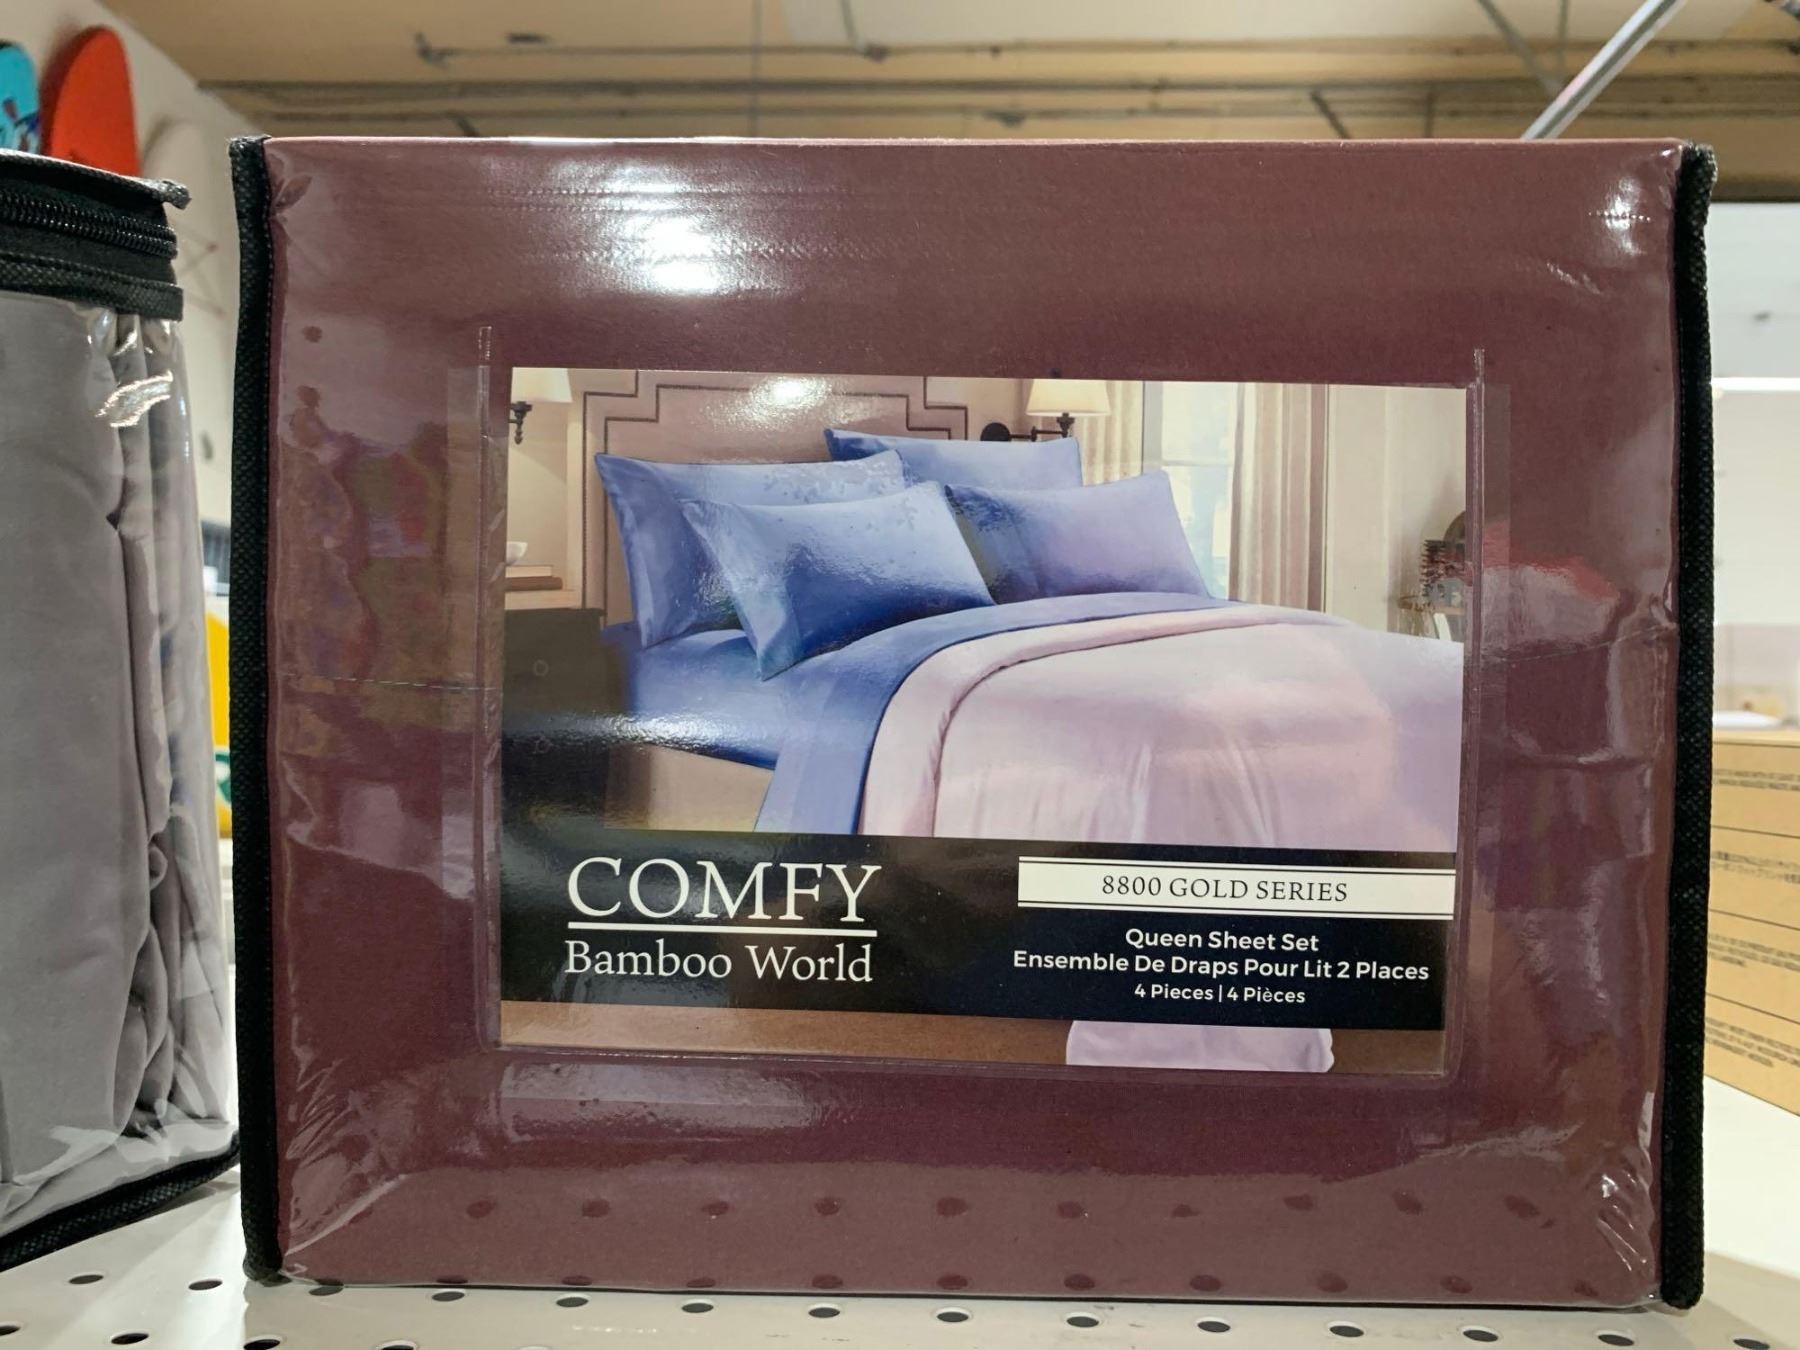 COMFY
Bamboo World
8800 GOLD SERIES
Queen Sheet Set
Ensemble De Draps Pour Lit 2 Places
4 Pieces | 4 Pièces